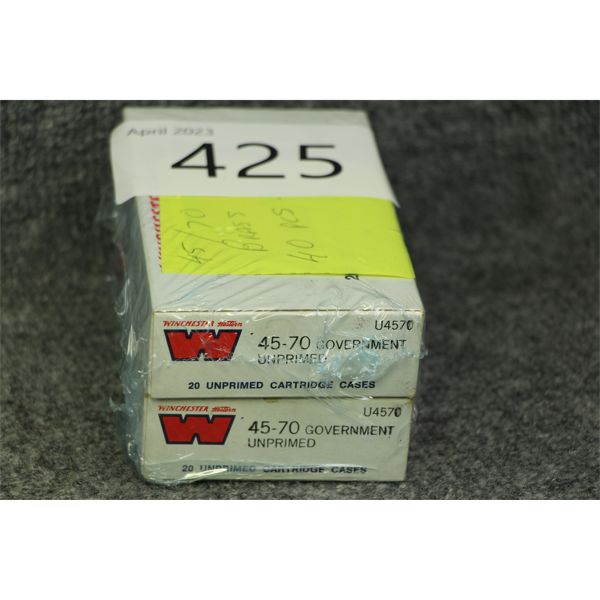 April 2023
425
45/70
BRASS
40 PCS
WINCHESTER Western
U4570
W
45-70 GOVERNMENT
UNPRIMED
20 UNPRIMED CARTRIDGE CASES
WINCHESTER Western
U4570
W
45-70 GOVERNMENT
UNPRIMED
20 UNPRIMED CARTRIDGE CASES